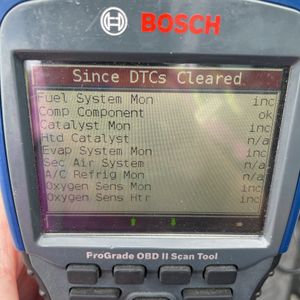 BOSCH
Since DTCs Cleared
Fuel System Mon inc
Comp Component ok
Catalyst Mon inc
Htd Catalyst n/a
Evap System Mon inc
Sec Air System n/a
A/C Refrig Mon n/a
Oxygen Sens Mon inc
Oxygen Sens Htr inc
ProGrade OBD II Scan Tool